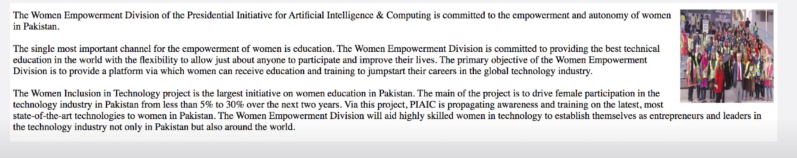 The Women Empowerment Division of the Presidential Initiative for Artificial Intelligence & Computing is committed to the empowerment and autonomy of women
in Pakistan.
The single most important channel for the empowerment of women is education. The Women Empowerment Division is committed to providing the best technical
education in the world with the flexibility to allow just about anyone to participate and improve their lives. The primary objective of the Women Empowerment
Division is to provide a platform via which women can receive education and training to jumpstart their careers in the global technology industry.
The Women Inclusion in Technology project is the largest initiative on women education in Pakistan. The main of the project is to drive female participation in the
technology industry in Pakistan from less than 5% to 30% over the next two years. Via this project, PIAIC is propagating awareness and training on the latest, most
state-of-the-art technologies to women in Pakistan. The Women Empowerment Division will aid highly skilled women in technology to establish themselves as entrepreneurs and leaders in
the technology industry not only in Pakistan but also around the world.